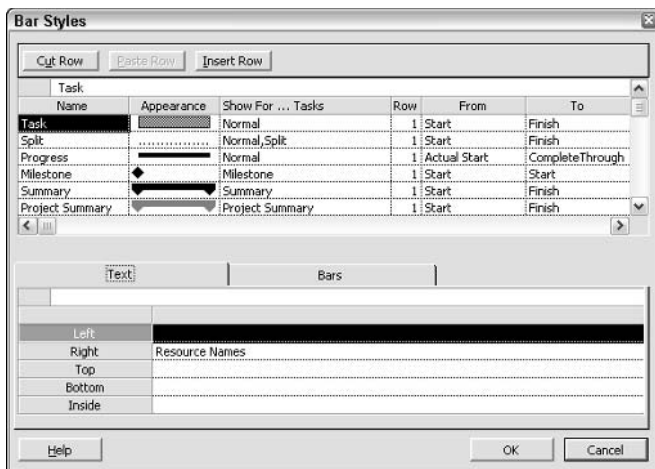 Bar Styles
Cut Row Paste Row Insert Row
Task
Name Appearance Show For ... Tasks Row From To
Task Normal 1 Start Finish
Split Normal,Split 1 Start Finish
Progress Normal 1 Actual Start CompleteThrough
Milestone Milestone 1 Start Start
Summary Summary 1 Start Finish
Project Summary Project Summary 1 Start Finish
Text Bars
Left
Right Resource Names
Top
Bottom
Inside
Help OK Cancel